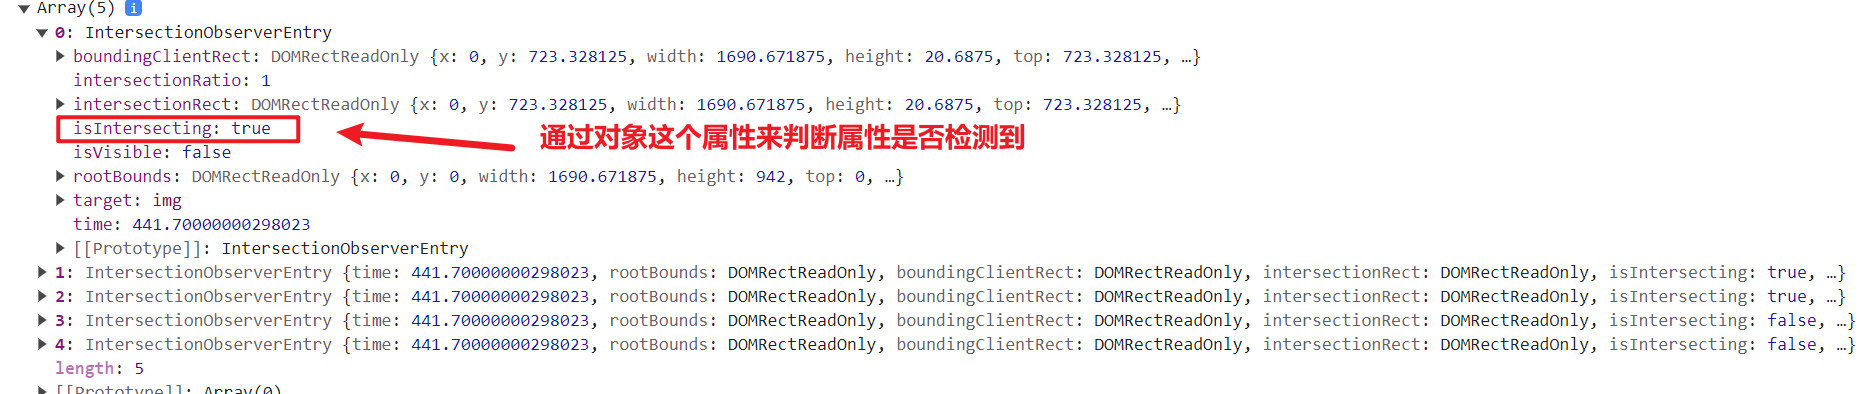 Array(5) i
0: IntersectionObserverEntry
boundingClientRect: DOMRectReadOnly {x: 0, y: 723.328125, width: 1690.671875, height: 20.6875, top: 723.328125, …}
intersectionRatio: 1
intersectionRect: DOMRectReadOnly {x: 0, y: 723.328125, width: 1690.671875, height: 20.6875, top: 723.328125, …}
isIntersecting: true
通过对象这个属性来判断属性是否检测到
isVisible: false
rootBounds: DOMRectReadOnly {x: 0, y: 0, width: 1690.671875, height: 942, top: 0, …}
target: img
time: 441.70000000298023
[[Prototype]]: IntersectionObserverEntry
1: IntersectionObserverEntry {time: 441.70000000298023, rootBounds: DOMRectReadOnly, boundingClientRect: DOMRectReadOnly, intersectionRect: DOMRectReadOnly, isIntersecting: true, …}
2: IntersectionObserverEntry {time: 441.70000000298023, rootBounds: DOMRectReadOnly, boundingClientRect: DOMRectReadOnly, intersectionRect: DOMRectReadOnly, isIntersecting: true, …}
3: IntersectionObserverEntry {time: 441.70000000298023, rootBounds: DOMRectReadOnly, boundingClientRect: DOMRectReadOnly, intersectionRect: DOMRectReadOnly, isIntersecting: false, …}
4: IntersectionObserverEntry {time: 441.70000000298023, rootBounds: DOMRectReadOnly, boundingClientRect: DOMRectReadOnly, intersectionRect: DOMRectReadOnly, isIntersecting: false, …}
length: 5
[[Prototype]]: Array(0)